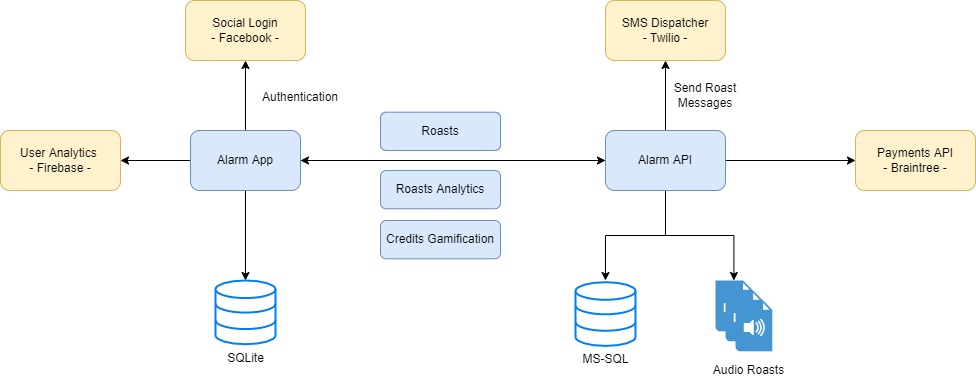 Social Login
- Facebook -
SMS Dispatcher
- Twilio -
Authentication
Send Roast
Messages
Roasts
User Analytics
- Firebase -
Alarm App
Alarm API
Payments API
- Braintree -
Roasts Analytics
Credits Gamification
SQLite
MS-SQL
Audio Roasts